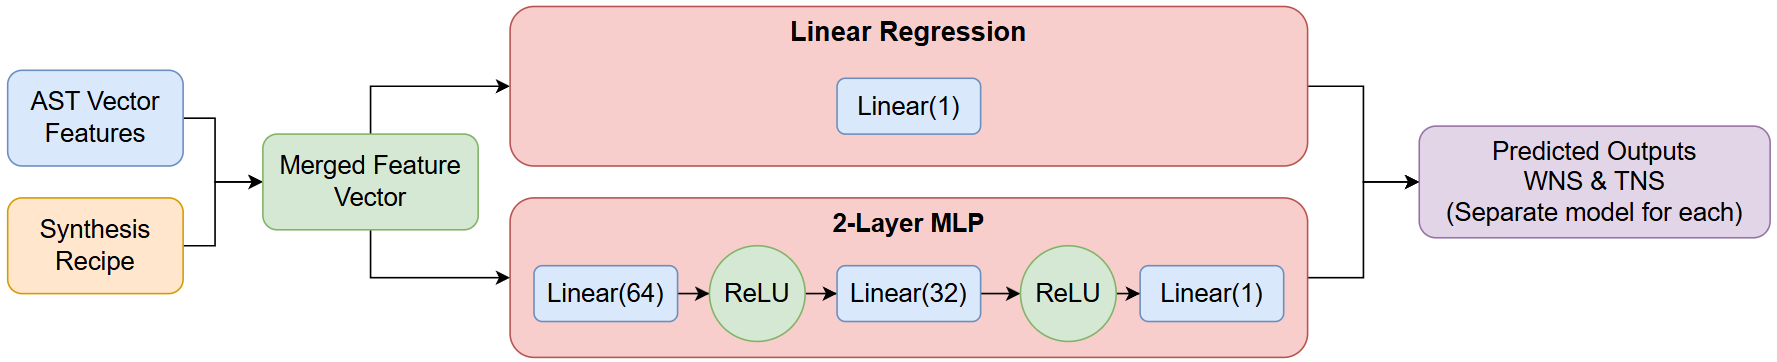 AST Vector
Features
Synthesis
Recipe
Merged Feature
Vector
Linear Regression
Linear(1)
2-Layer MLP
Linear(64)
ReLU
Linear(32)
ReLU
Linear(1)
Predicted Outputs
WNS & TNS
(Separate model for each)